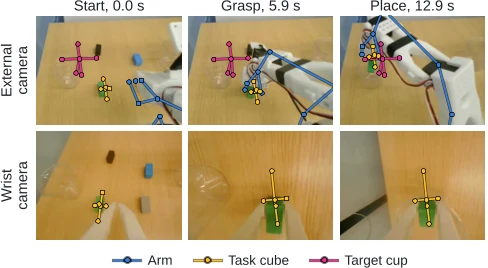 Start, 0.0 s
Grasp, 5.9 s
Place, 12.9 s
External
camera
Wrist
camera
Arm
Task cube
Target cup